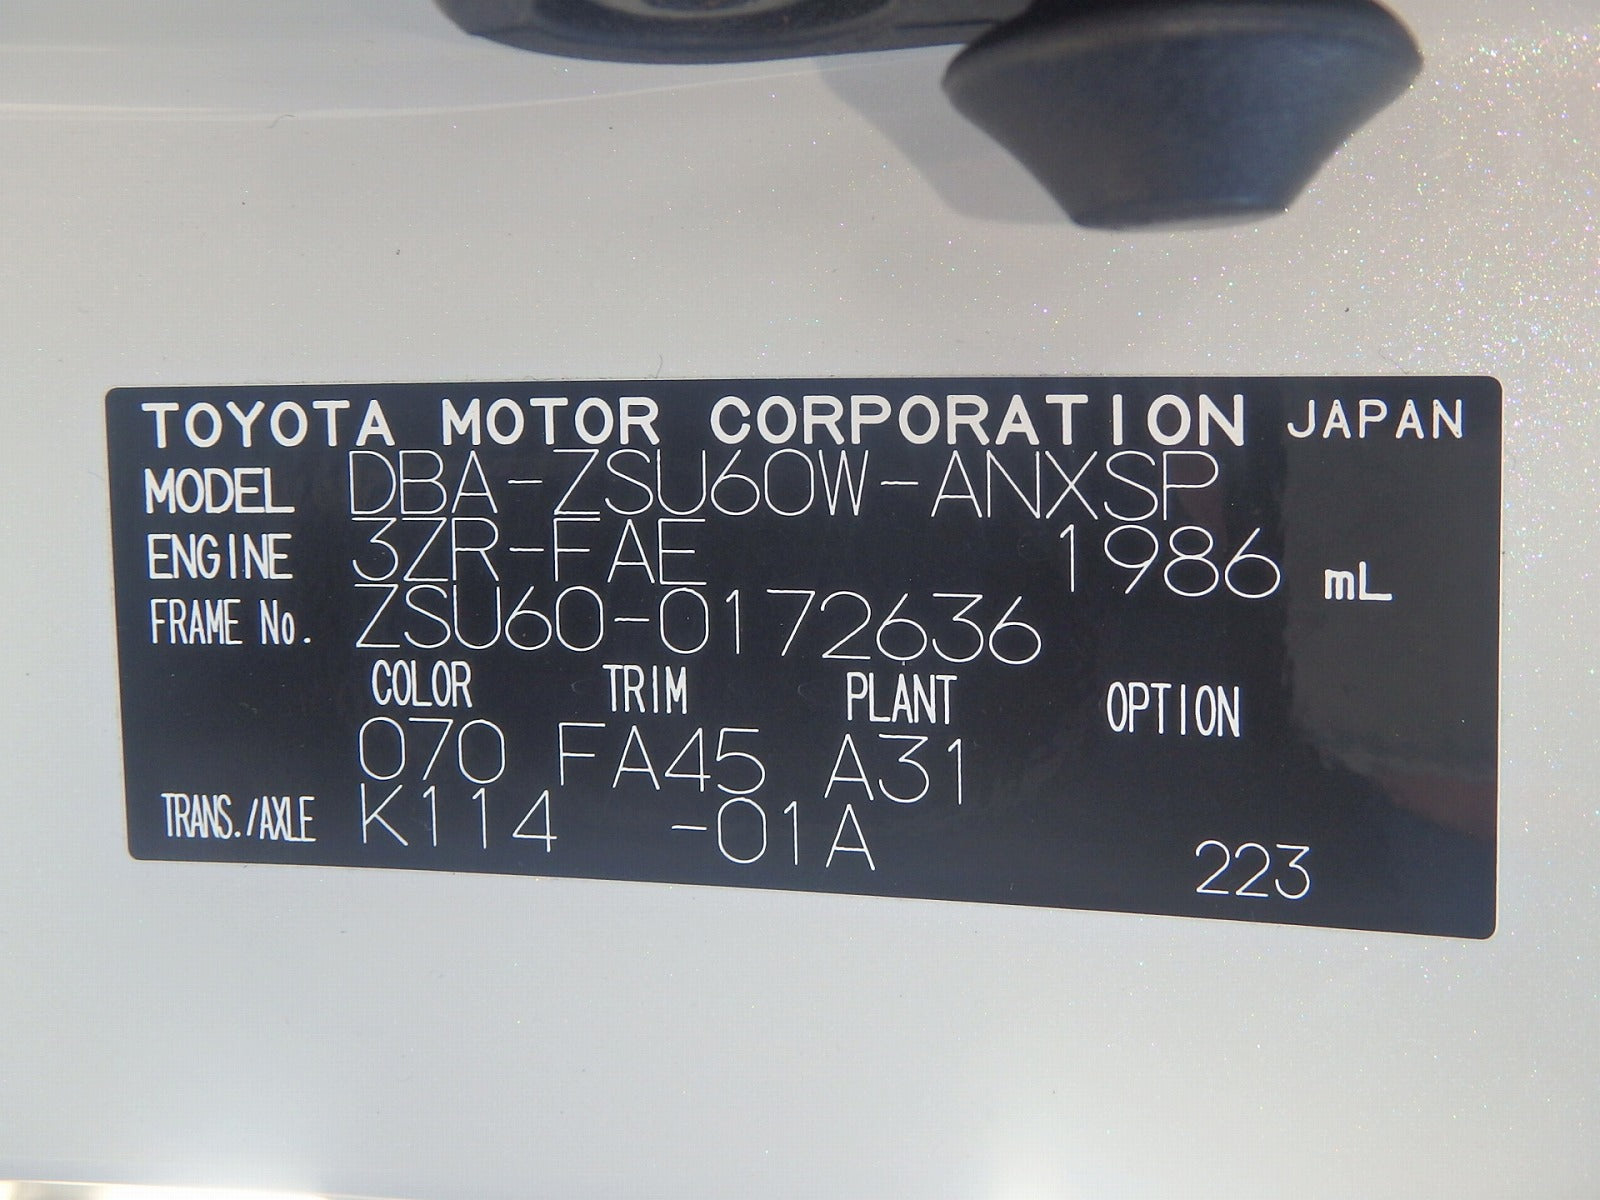 TOYOTA MOTOR CORPORATION JAPAN
MODEL DBA-ZSU60W-ANXSP
ENGINE 3ZR-FAE 1986 mL
FRAME No. ZSU60-0172636
COLOR TRIM PLANT OPTION
070 FA45 A31
TRANS./AXLE K114 -01A 223